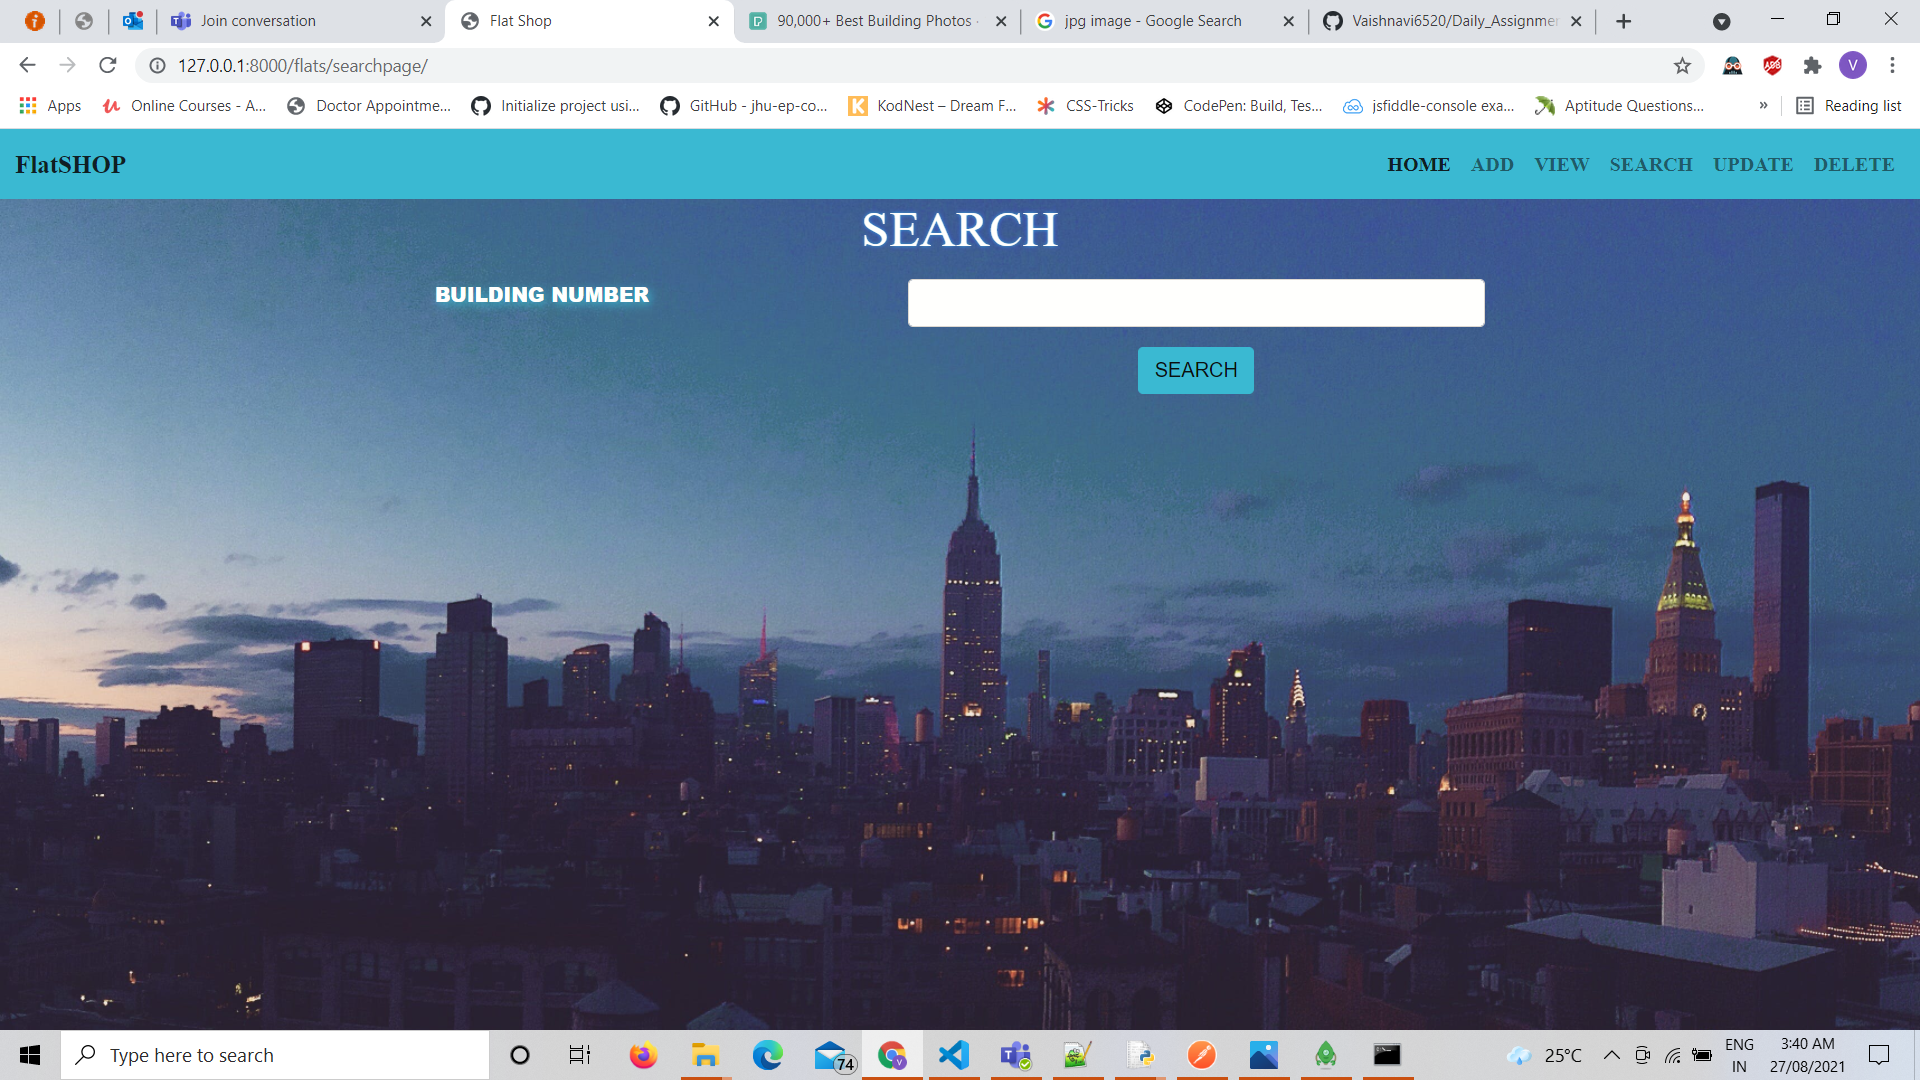 Join conversation
Flat Shop
90,000+ Best Building Photos
jpg image - Google Search
Vaishnavi6520/Daily_Assignmen
127.0.0.1:8000/flats/searchpage/
V
Apps
Online Courses - A...
Doctor Appointme...
Initialize project usi...
GitHub - jhu-ep-co...
KodNest – Dream F...
CSS-Tricks
CodePen: Build, Tes...
jsfiddle-console exa...
Aptitude Questions...
»
Reading list
FlatSHOP
HOME
ADD
VIEW
SEARCH
UPDATE
DELETE
SEARCH
BUILDING NUMBER
SEARCH
Type here to search
74
25°C
ENG
IN
3:40 AM
27/08/2021